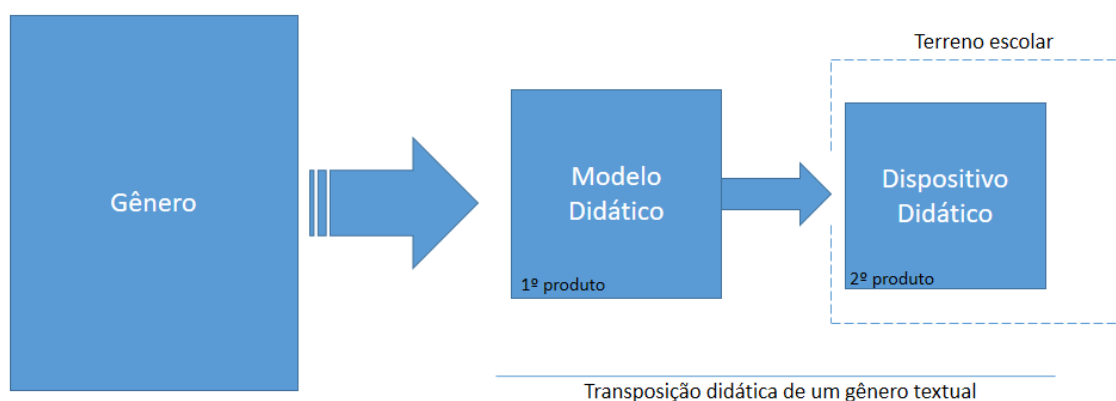 Terreno escolar
Gênero
Modelo
Didático
1º produto
Dispositivo
Didático
2º produto
Transposição didática de um gênero textual